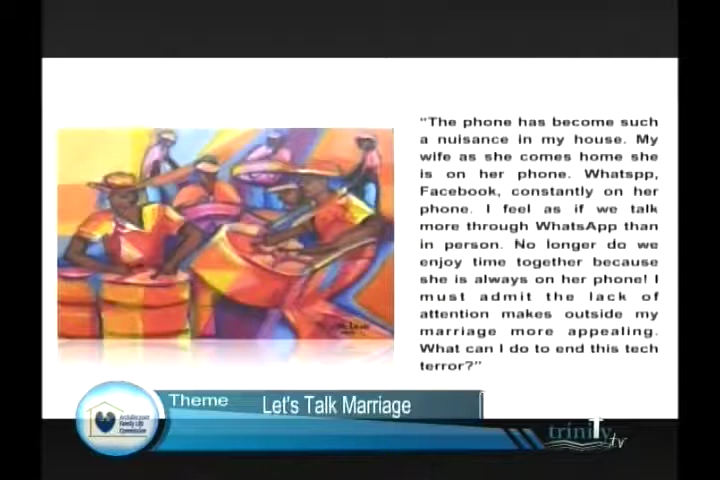 "The phone has become such
a nuisance in my house. My
wife as she comes home she
is on her phone. Whatspp,
Facebook, constantly on her
phone. I feel as if we talk
more through WhatsApp than
in person. No longer do we
enjoy time together because
she is always on her phone! I
must admit the lack of
attention makes outside my
marriage more appealing.
What can I do to end this tech
terror?"
Theme
Let's Talk Marriage
Archdiocesan
Family Life
Commission
trinity
tv